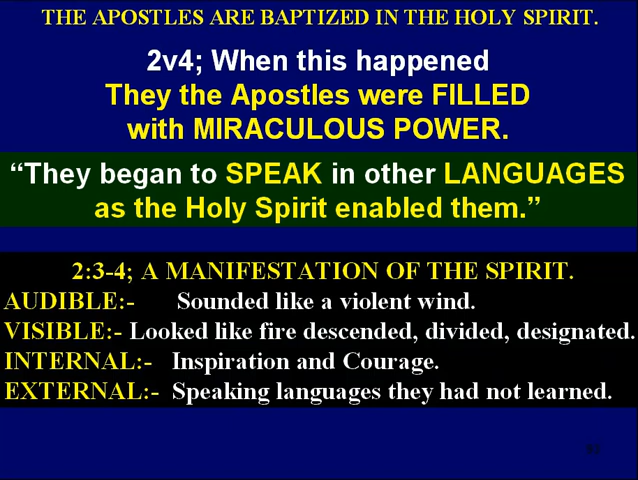 THE APOSTLES ARE BAPTIZED IN THE HOLY SPIRIT.
2v4; When this happened
They the Apostles were FILLED
with MIRACULOUS POWER.
“They began to SPEAK in other LANGUAGES
as the Holy Spirit enabled them.”
2:3-4; A MANIFESTATION OF THE SPIRIT.
AUDIBLE:- Sounded like a violent wind.
VISIBLE:- Looked like fire descended, divided, designated.
INTERNAL:- Inspiration and Courage.
EXTERNAL:- Speaking languages they had not learned.